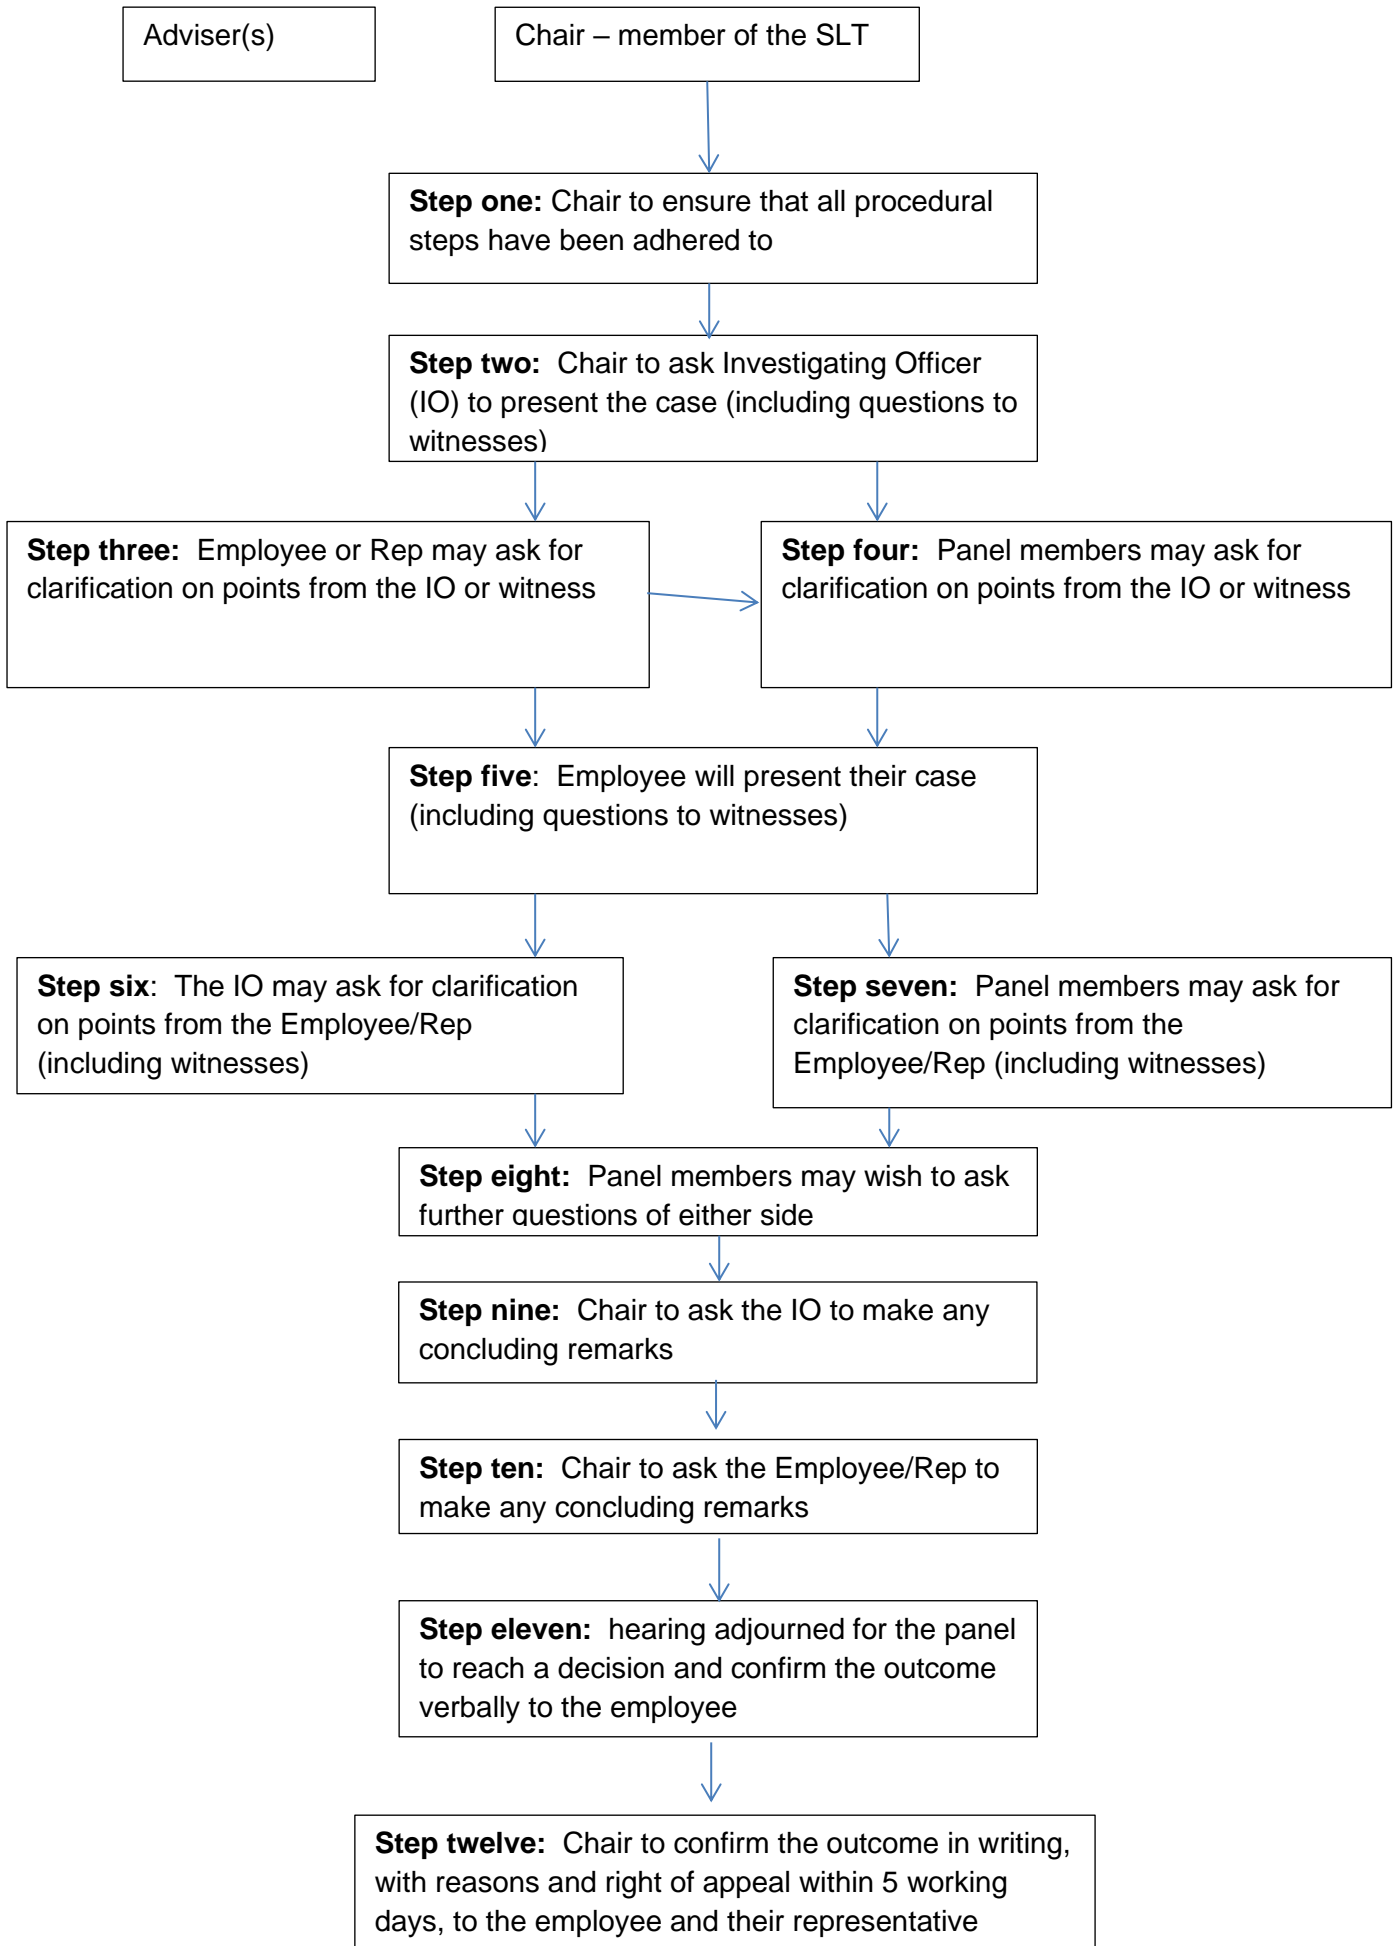 Adviser(s)
Chair – member of the SLT
Step one: Chair to ensure that all procedural
steps have been adhered to
Step two:  Chair to ask Investigating Officer
(IO) to present the case (including questions to
witnesses)
Step three:  Employee or Rep may ask for
clarification on points from the IO or witness
Step four:  Panel members may ask for
clarification on points from the IO or witness
Step five:  Employee will present their case
(including questions to witnesses)
Step six:  The IO may ask for clarification
on points from the Employee/Rep
(including witnesses)
Step seven:  Panel members may ask for
clarification on points from the
Employee/Rep (including witnesses)
Step eight:  Panel members may wish to ask
further questions of either side
Step nine:  Chair to ask the IO to make any
concluding remarks
Step ten:  Chair to ask the Employee/Rep to
make any concluding remarks
Step eleven:  hearing adjourned for the panel
to reach a decision and confirm the outcome
verbally to the employee
Step twelve:  Chair to confirm the outcome in writing,
with reasons and right of appeal within 5 working
days, to the employee and their representative